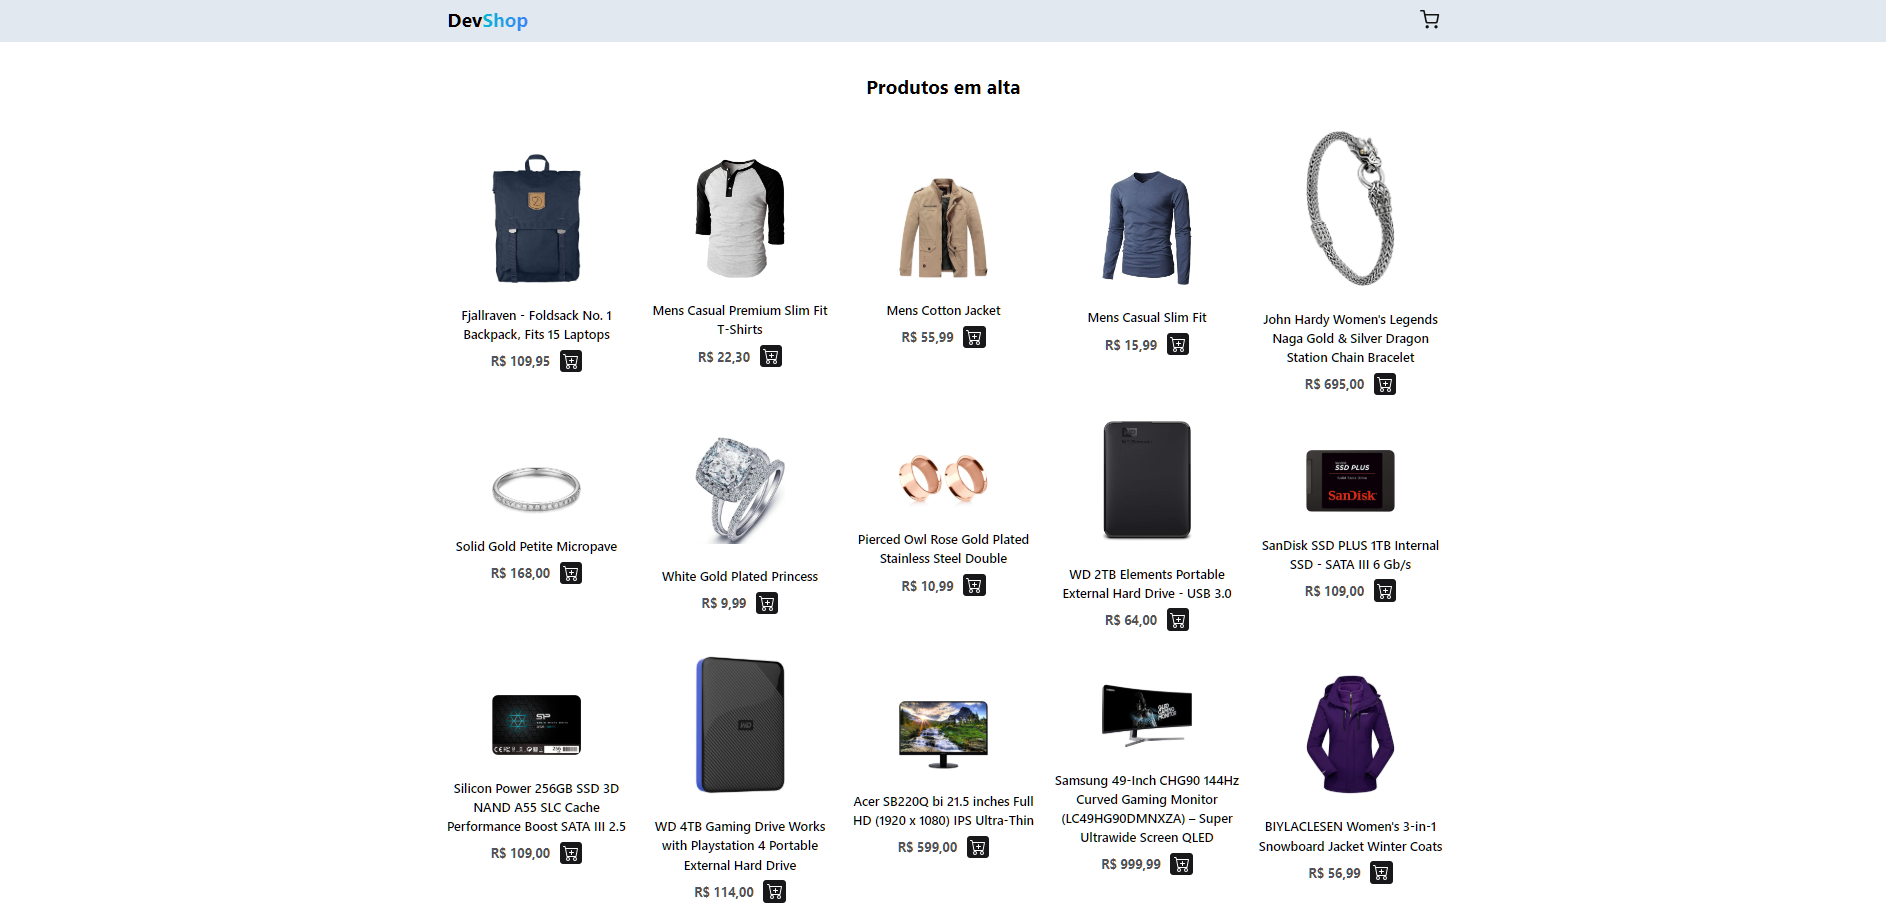 DevShop
Produtos em alta
Fjallraven - Foldsack No. 1
Backpack, Fits 15 Laptops
R$ 109,95
Mens Casual Premium Slim Fit
T-Shirts
R$ 22,30
Mens Cotton Jacket
R$ 55,99
Mens Casual Slim Fit
R$ 15,99
John Hardy Women's Legends
Naga Gold & Silver Dragon
Station Chain Bracelet
R$ 695,00
Solid Gold Petite Micropave
R$ 168,00
White Gold Plated Princess
R$ 9,99
Pierced Owl Rose Gold Plated
Stainless Steel Double
R$ 10,99
WD 2TB Elements Portable
External Hard Drive - USB 3.0
R$ 64,00
SSD PLUS
SanDisk
SanDisk SSD PLUS 1TB Internal
SSD - SATA III 6 Gb/s
R$ 109,00
SP
Silicon Power 256GB SSD 3D
NAND A55 SLC Cache
Performance Boost SATA III 2.5
R$ 109,00
WD
WD 4TB Gaming Drive Works
with Playstation 4 Portable
External Hard Drive
R$ 114,00
Acer SB220Q bi 21.5 inches Full
HD (1920 x 1080) IPS Ultra-Thin
R$ 599,00
QLED
GAMING
MONITOR
Samsung 49-Inch CHG90 144Hz
Curved Gaming Monitor
(LC49HG90DMNXZA) – Super
Ultrawide Screen QLED
R$ 999,99
BIYLACLESEN Women's 3-in-1
Snowboard Jacket Winter Coats
R$ 56,99